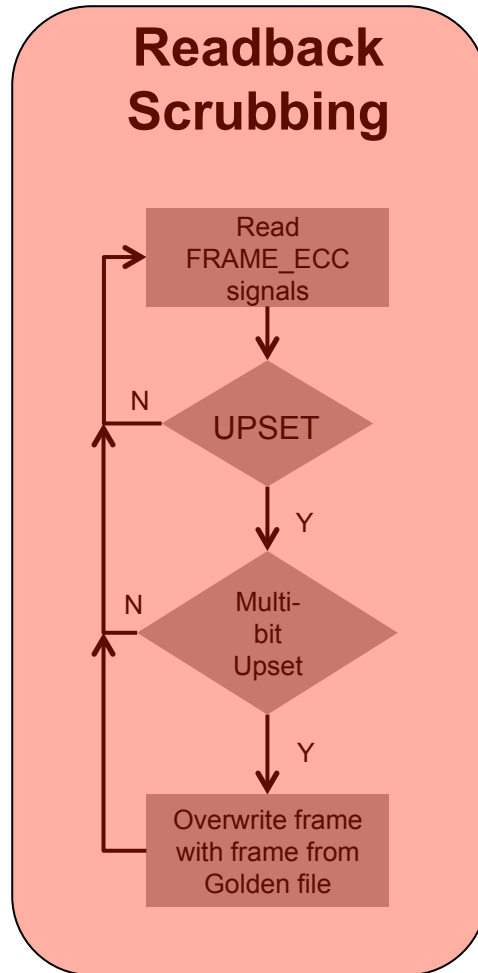 Readback
Scrubbing
Read
FRAME_ECC
signals
N
UPSET
Y
N
Multi-
bit
Upset
Y
Overwrite frame
with frame from
Golden file